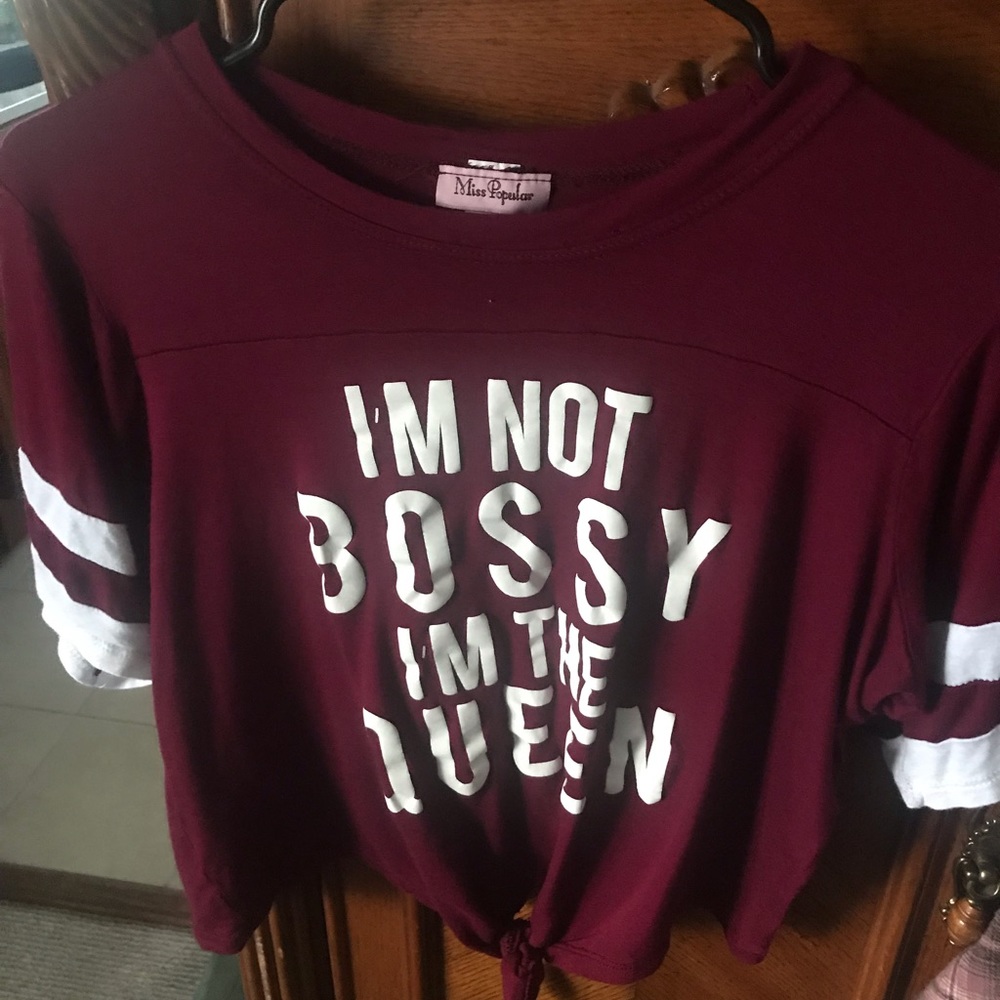 Miss Popular
I'M NOT
BOSSY
I'M THE
QUEEN